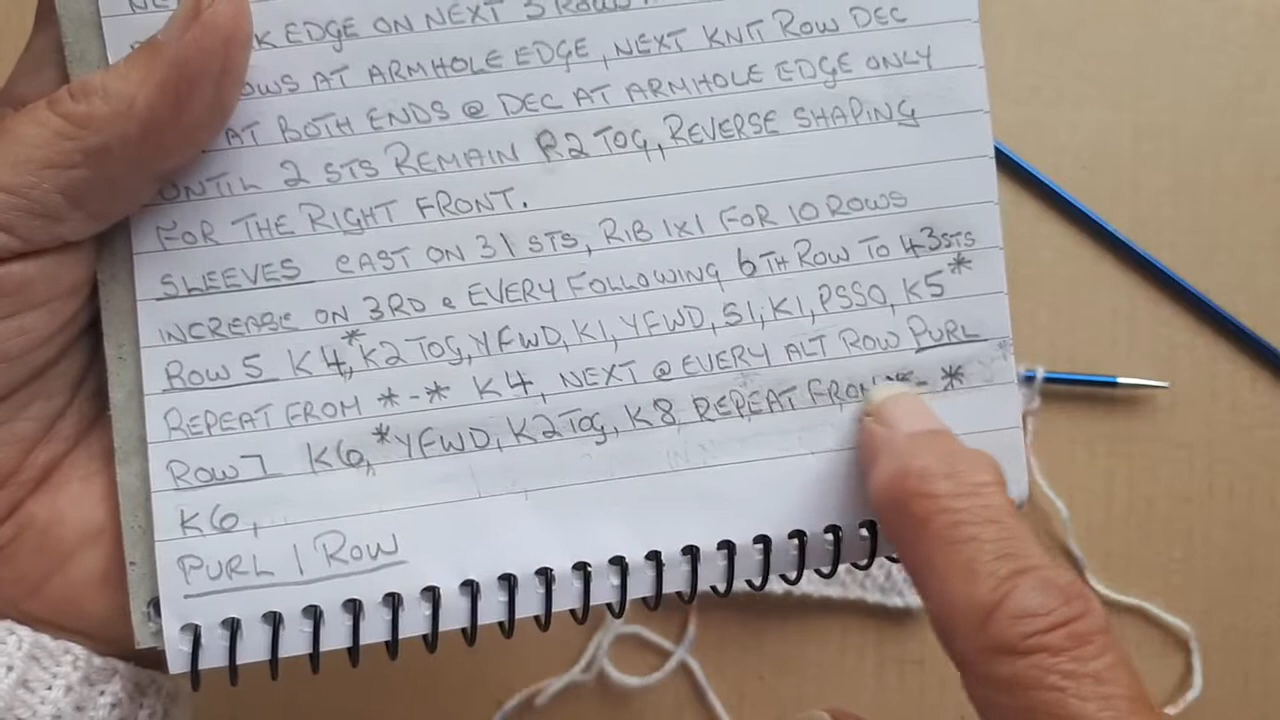 K EDGE ON NEXT 3 ROW
OWS AT ARMHOLE EDGE, NEXT KNIT ROW DEC
AT BOTH ENDS @ DEC AT ARMHOLE EDGE ONLY
UNTIL 2 STS REMAIN R2 TOG, REVERSE SHAPING
FOR THE RIGHT FRONT.
SLEEVES CAST ON 31 STS, RIB 1X1 FOR 10 ROWS
INCREASE ON 3RD @ EVERY FOLLOWING 6TH ROW TO 43STS
ROW 5 K4,* K2 TOG, YFWD, K1, YFWD, S1, K1, PSSO, K5*
REPEAT FROM *-* K4, NEXT @ EVERY ALT ROW PURL
ROW 7 K6, *YFWD, K2TOG, K8, REPEAT FROM *-*
K6,
PURL 1 ROW